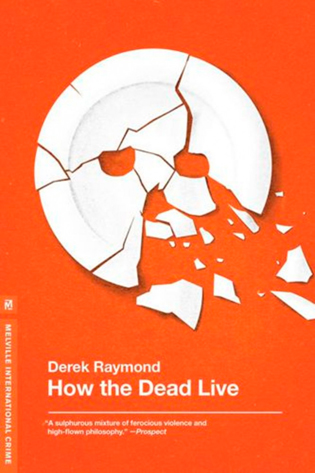 Derek Raymond
How the Dead Live
"A sulphurous mixture of ferocious violence and
high-flown philosophy." —Prospect
MELVILLE INTERNATIONAL CRIME